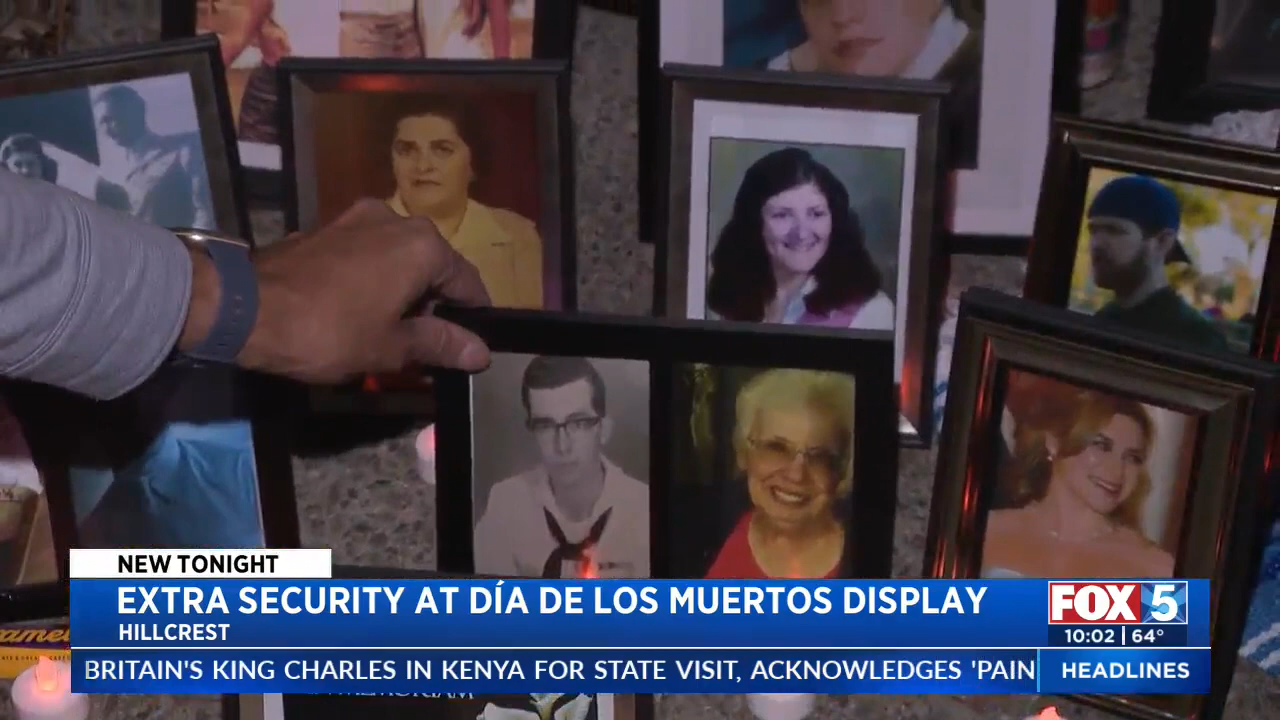 NEW TONIGHT
EXTRA SECURITY AT DÍA DE LOS MUERTOS DISPLAY
HILLCREST
FOX 5
10:02 | 64°
BRITAIN'S KING CHARLES IN KENYA FOR STATE VISIT, ACKNOWLEDGES 'PAIN
HEADLINES